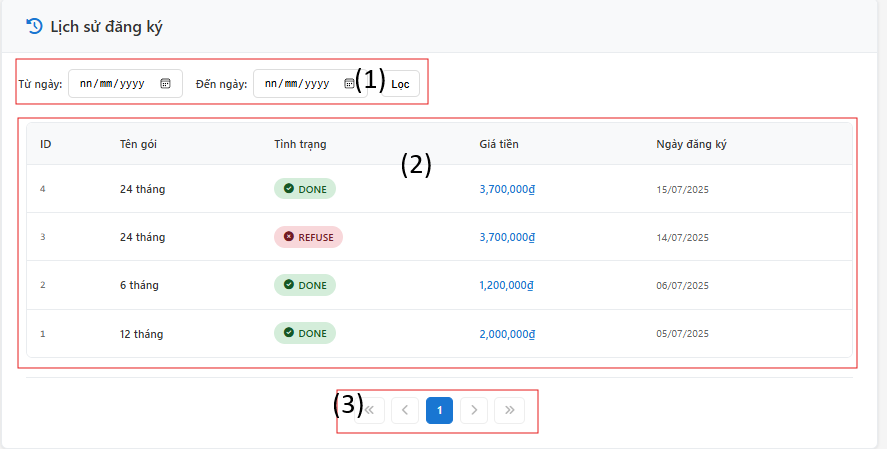 Lịch sử đăng ký
Từ ngày: nn/mm/yyyy Đến ngày: nn/mm/yyyy (1) Lọc
ID Tên gói Tình trạng Giá tiền Ngày đăng ký
(2)
4 24 tháng DONE 3,700,000₫ 15/07/2025
3 24 tháng REFUSE 3,700,000₫ 14/07/2025
2 6 tháng DONE 1,200,000₫ 06/07/2025
1 12 tháng DONE 2,000,000₫ 05/07/2025
(3) « ‹ 1 › »